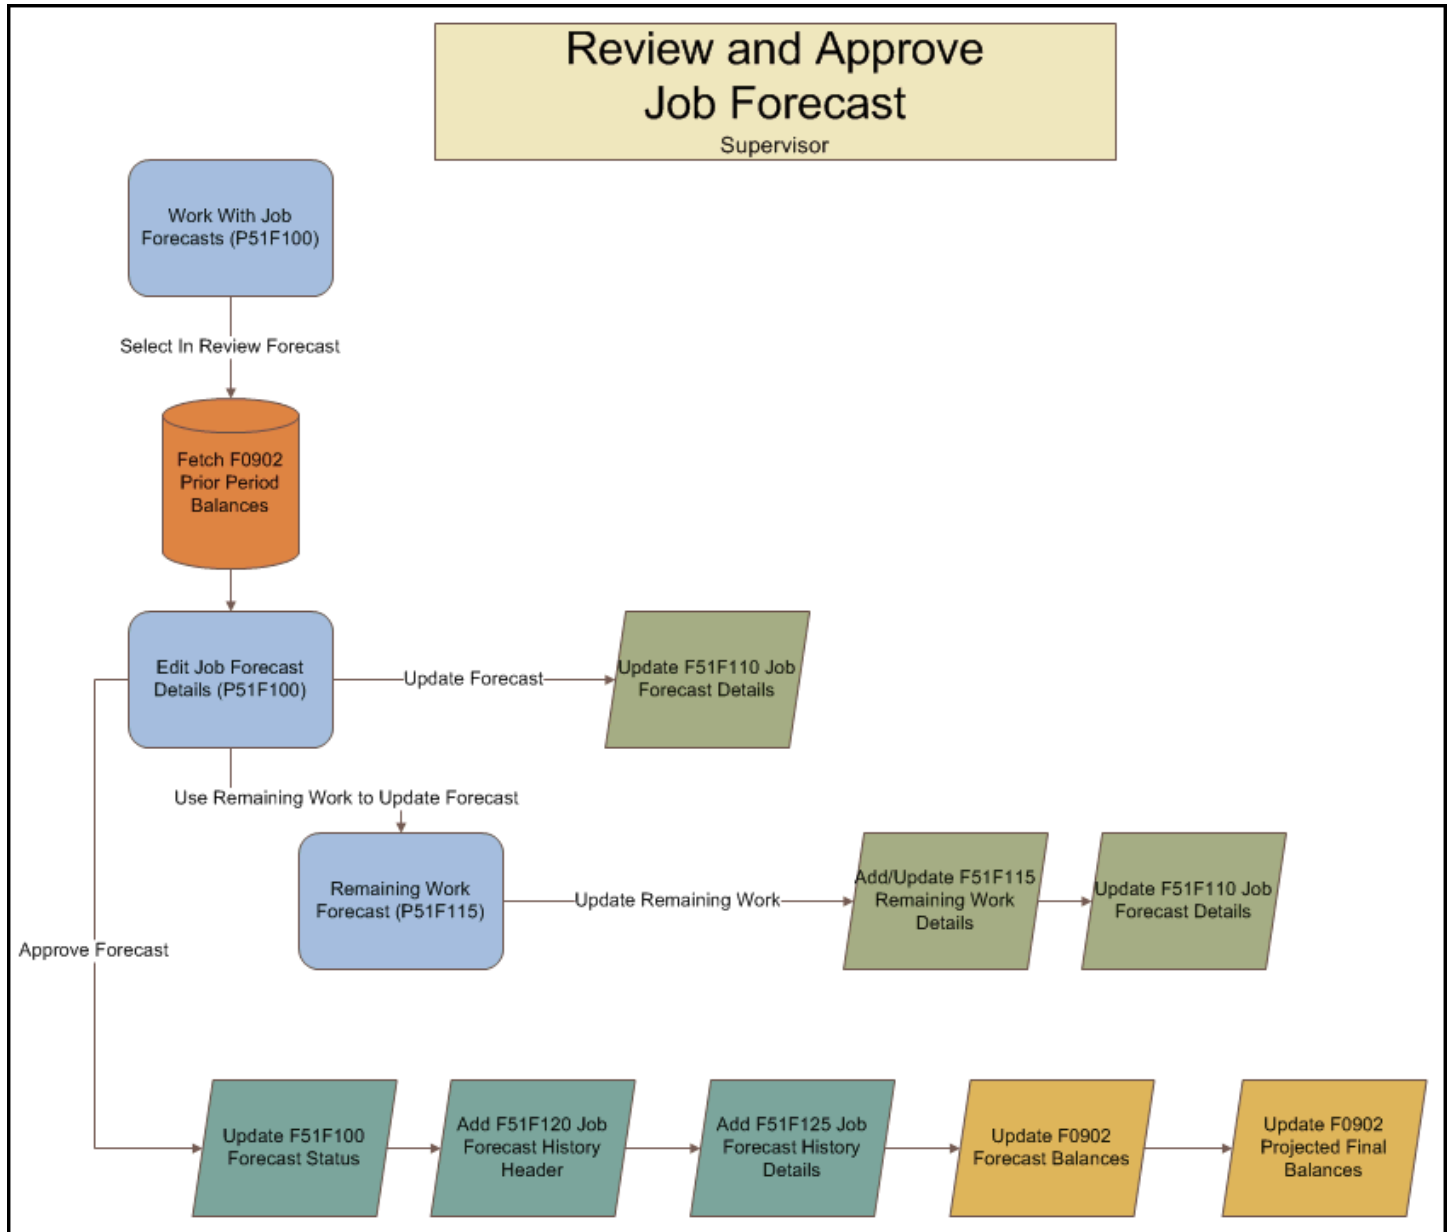 Review and Approve
Job Forecast
Supervisor
Work With Job
Forecasts (P51F100)
Select In Review Forecast
Fetch F0902
Prior Period
Balances
Edit Job Forecast
Details (P51F100)
Update Forecast
Update F51F110 Job
Forecast Details
Use Remaining Work to Update Forecast
Remaining Work
Forecast (P51F115)
Update Remaining Work
Add/Update F51F115
Remaining Work
Details
Update F51F110 Job
Forecast Details
Approve Forecast
Update F51F100
Forecast Status
Add F51F120 Job
Forecast History
Header
Add F51F125 Job
Forecast History
Details
Update F0902
Forecast Balances
Update F0902
Projected Final
Balances